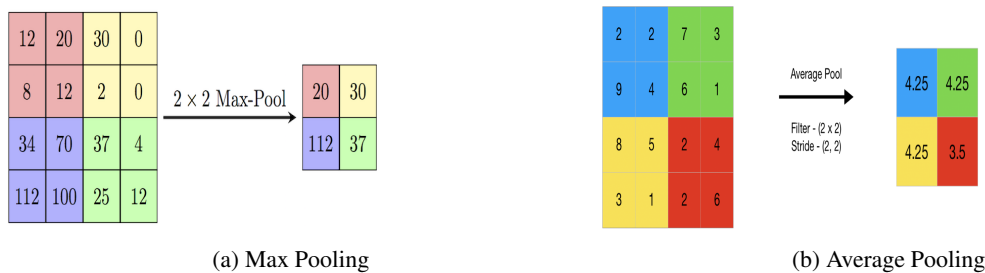 12 20 30 0
8 12 2 0
34 70 37 4
112 100 25 12
2 × 2 Max-Pool
20 30
112 37
(a) Max Pooling
2 2 7 3
9 4 6 1
8 5 2 4
3 1 2 6
Average Pool
Filter - (2 x 2)
Stride - (2, 2)
4.25 4.25
4.25 3.5
(b) Average Pooling